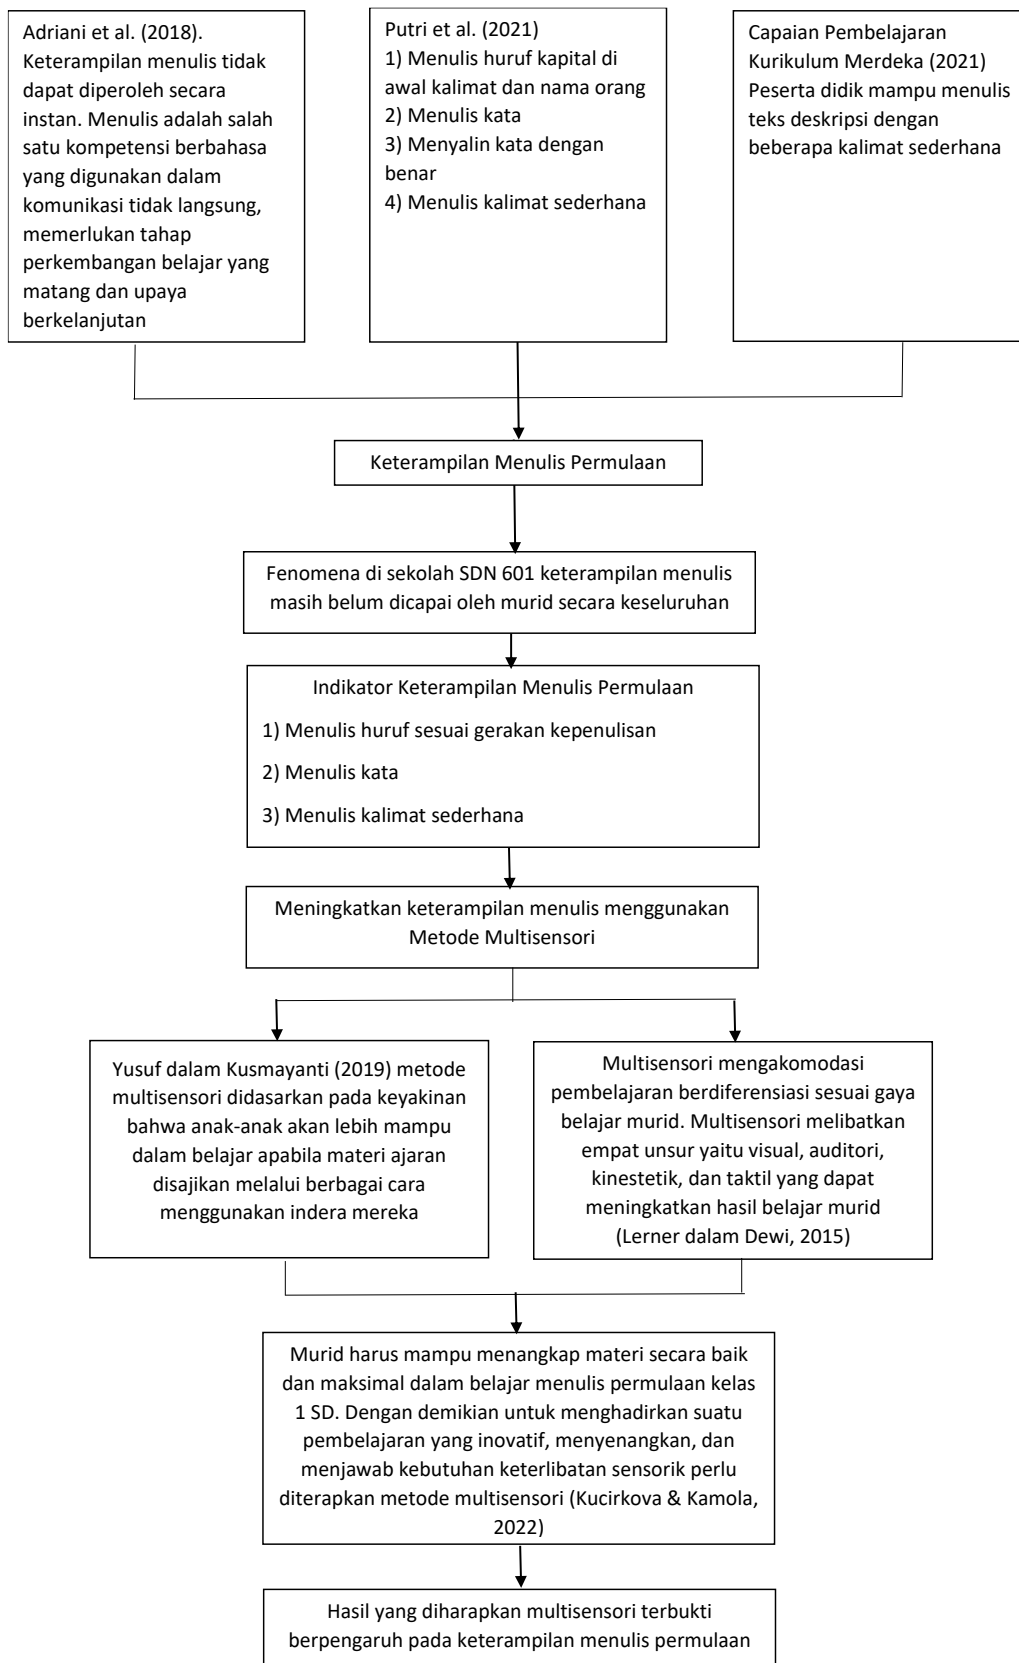 Adriani et al. (2018).
Keterampilan menulis tidak
dapat diperoleh secara
instan. Menulis adalah salah
satu kompetensi berbahasa
yang digunakan dalam
komunikasi tidak langsung,
memerlukan tahap
perkembangan belajar yang
matang dan upaya
berkelanjutan
Putri et al. (2021)
1) Menulis huruf kapital di
awal kalimat dan nama orang
2) Menulis kata
3) Menyalin kata dengan
benar
4) Menulis kalimat sederhana
Capaian Pembelajaran
Kurikulum Merdeka (2021)
Peserta didik mampu menulis
teks deskripsi dengan
beberapa kalimat sederhana
Keterampilan Menulis Permulaan
Fenomena di sekolah SDN 601 keterampilan menulis
masih belum dicapai oleh murid secara keseluruhan
Indikator Keterampilan Menulis Permulaan
1) Menulis huruf sesuai gerakan kepenulisan
2) Menulis kata
3) Menulis kalimat sederhana
Meningkatkan keterampilan menulis menggunakan
Metode Multisensori
Yusuf dalam Kusmayanti (2019) metode
multisensori didasarkan pada keyakinan
bahwa anak-anak akan lebih mampu
dalam belajar apabila materi ajaran
disajikan melalui berbagai cara
menggunakan indera mereka
Multisensori mengakomodasi
pembelajaran berdiferensiasi sesuai gaya
belajar murid. Multisensori melibatkan
empat unsur yaitu visual, auditori,
kinestetik, dan taktil yang dapat
meningkatkan hasil belajar murid
(Lerner dalam Dewi, 2015)
Murid harus mampu menangkap materi secara baik
dan maksimal dalam belajar menulis permulaan kelas
1 SD. Dengan demikian untuk menghadirkan suatu
pembelajaran yang inovatif, menyenangkan, dan
menjawab kebutuhan keterlibatan sensorik perlu
diterapkan metode multisensori (Kucirkova & Kamola,
2022)
Hasil yang diharapkan multisensori terbukti
berpengaruh pada keterampilan menulis permulaan